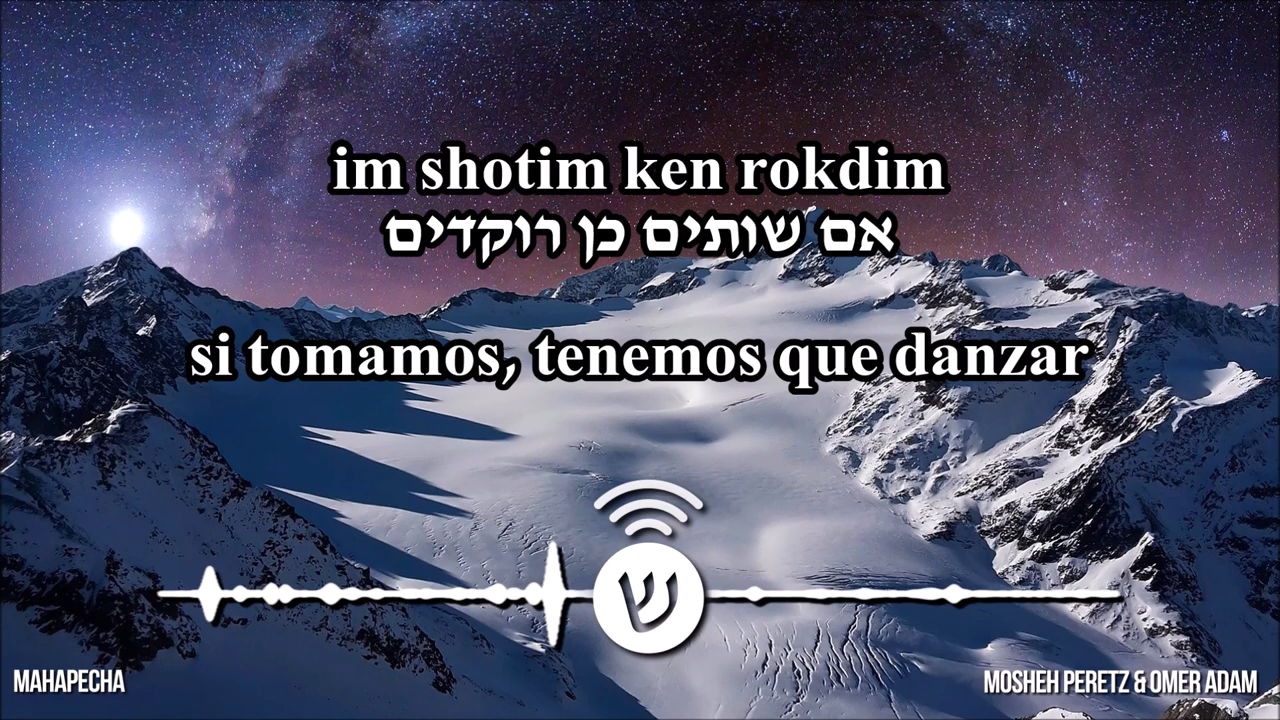 im shotim ken rokdim
אם שותים כן רוקדים
si tomamos, tenemos que danzar
ש
MAHAPECHA
MOSHEH PERETZ & OMER ADAM